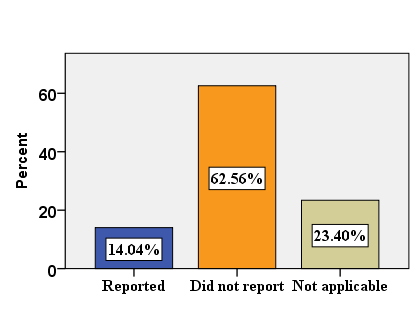 Percent
60
40
20
0
14.04%
62.56%
23.40%
Reported
Did not report
Not applicable